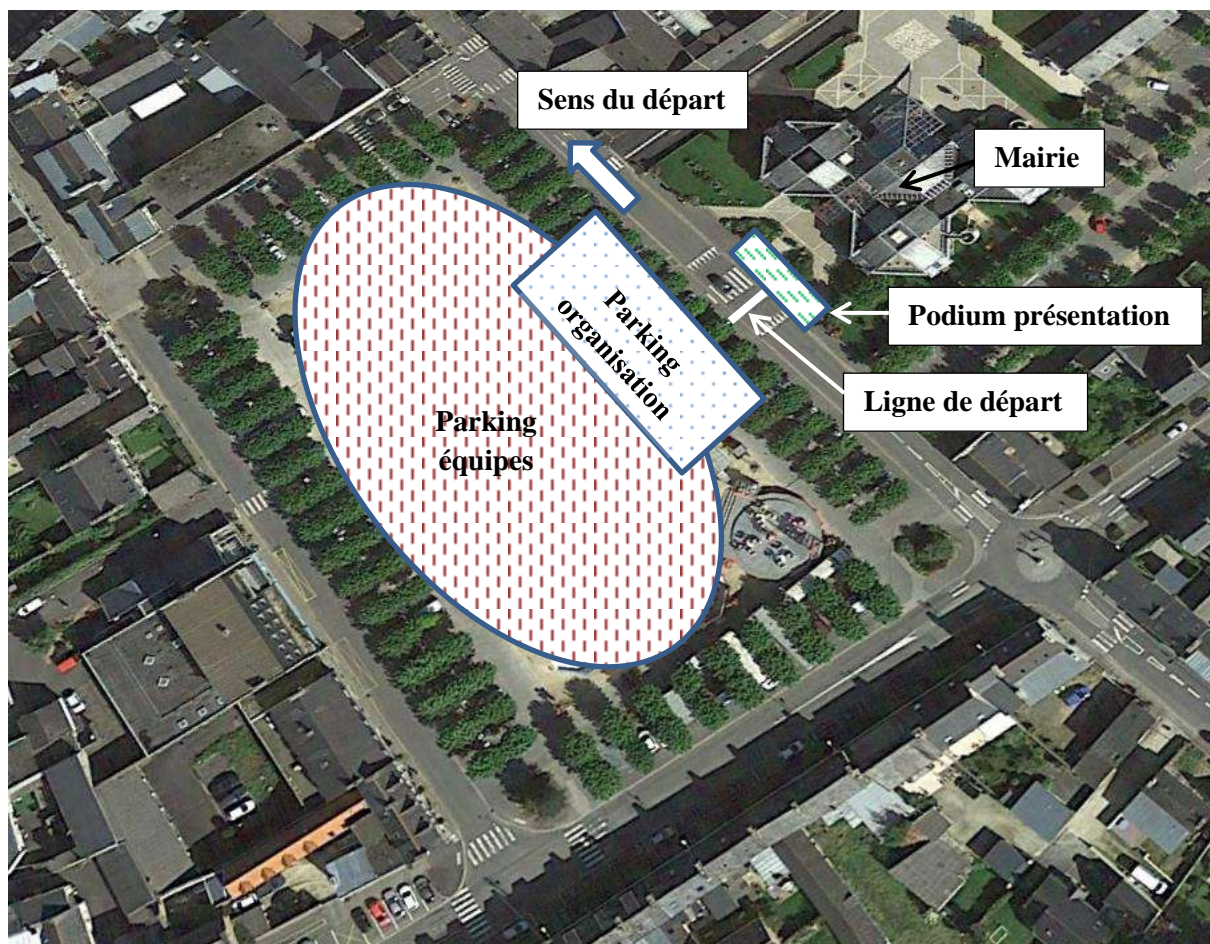 Sens du départ
Mairie
Podium présentation
Parking
organisation
Ligne de départ
Parking
équipes